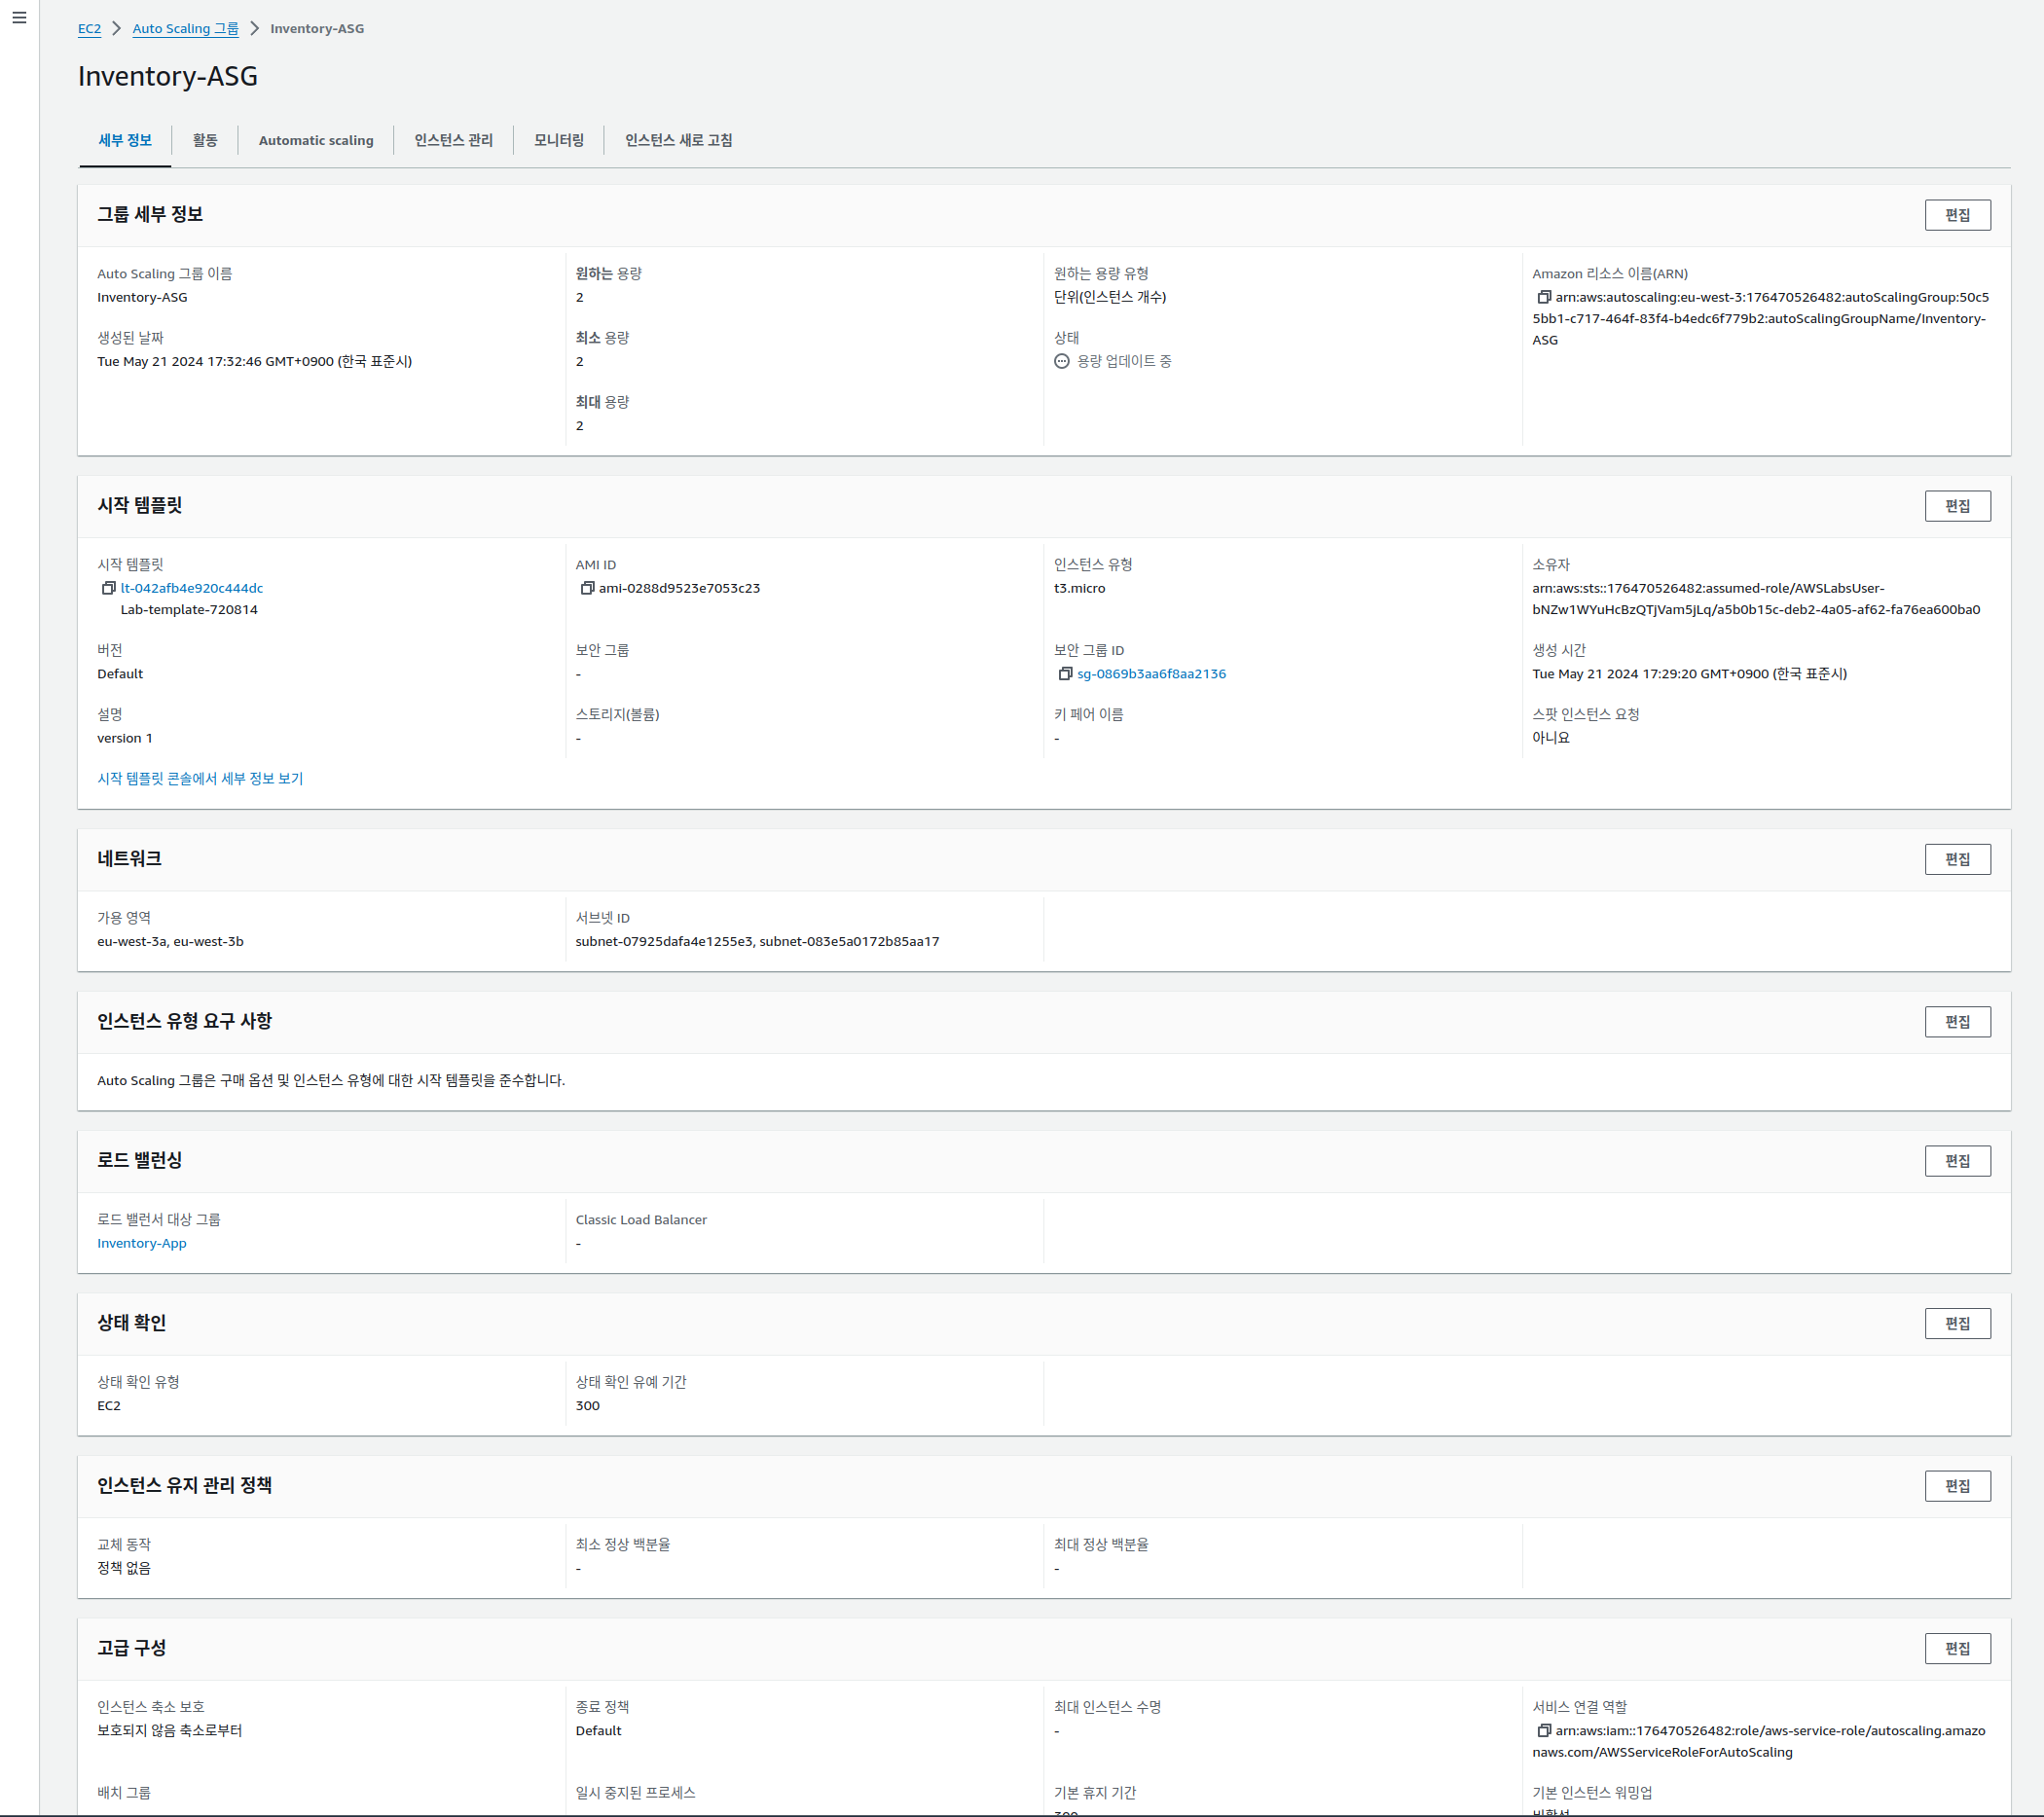 EC2 > Auto Scaling 그룹 > Inventory-ASG
Inventory-ASG
세부 정보 활동 Automatic scaling 인스턴스 관리 모니터링 인스턴스 새로 고침
그룹 세부 정보 편집
Auto Scaling 그룹 이름
Inventory-ASG
생성된 날짜
Tue May 21 2024 17:32:46 GMT+0900 (한국 표준시)
원하는 용량
2
최소 용량
2
최대 용량
2
원하는 용량 유형
단위(인스턴스 개수)
상태
용량 업데이트 중
Amazon 리소스 이름(ARN)
arn:aws:autoscaling:eu-west-3:176470526482:autoScalingGroup:50c5
5bb1-c717-464f-83f4-b4edc6f779b2:autoScalingGroupName/Inventory-
ASG
시작 템플릿 편집
시작 템플릿
lt-042afb4e920c444dc
Lab-template-720814
버전
Default
설명
version 1
시작 템플릿 콘솔에서 세부 정보 보기
AMI ID
ami-0288d9523e7053c23
보안 그룹
-
스토리지(볼륨)
-
인스턴스 유형
t3.micro
보안 그룹 ID
sg-0869b3aa6f8aa2136
키 페어 이름
-
소유자
arn:aws:sts::176470526482:assumed-role/AWSLabsUser-
bNZw1WYuHcBzQTjVam5jLq/a5b0b15c-deb2-4a05-af62-fa76ea600ba0
생성 시간
Tue May 21 2024 17:29:20 GMT+0900 (한국 표준시)
스팟 인스턴스 요청
아니요
네트워크 편집
가용 영역
eu-west-3a, eu-west-3b
서브넷 ID
subnet-07925dafa4e1255e3, subnet-083e5a0172b85aa17
인스턴스 유형 요구 사항 편집
Auto Scaling 그룹은 구매 옵션 및 인스턴스 유형에 대한 시작 템플릿을 준수합니다.
로드 밸런싱 편집
로드 밸런서 대상 그룹
Inventory-App
Classic Load Balancer
-
상태 확인 편집
상태 확인 유형
EC2
상태 확인 유예 기간
300
인스턴스 유지 관리 정책 편집
교체 동작
정책 없음
최소 정상 백분율
-
최대 정상 백분율
-
고급 구성 편집
인스턴스 축소 보호
보호되지 않음 축소로부터
종료 정책
Default
최대 인스턴스 수명
-
서비스 연결 역할
arn:aws:iam::176470526482:role/aws-service-role/autoscaling.amazo
naws.com/AWSServiceRoleForAutoScaling
배치 그룹
일시 중지된 프로세스
기본 휴지 기간
기본 인스턴스 워밍업